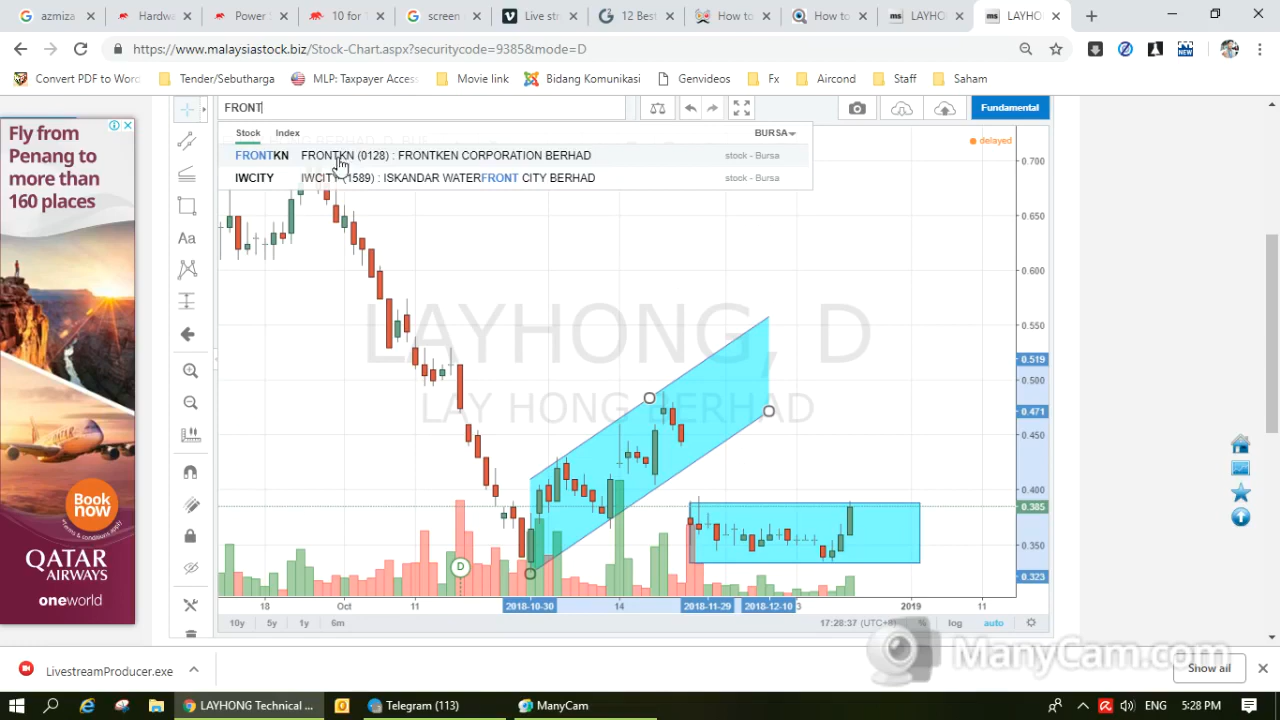 azmiza
Hardwa
Power S
10 for
screen
Live str
12 Best
How to
How to
LAYHO
LAYHO
https://www.malaysiastock.biz/Stock-Chart.aspx?securitycode=9385&mode=D
Convert PDF to Word
Tender/Sebutharga
MLP: Taxpayer Acces
Movie link
Bidang Komunikasi
Genvideos
Fx
Aircond
Staff
Saham
FRONT
Fundamental
Stock
Index
BURSA
FRONTKN FRONTKN (0128) : FRONTKEN CORPORATION BERHAD stock - Bursa
IWCITY IWCITY (1589) : ISKANDAR WATERFRONT CITY BERHAD stock - Bursa
delayed
Fly from
Penang to
more than
160 places
Book
now
QATAR
AIRWAYS
oneworld
Aa
LAYHONG, D
LAY HONG BERHAD
0.700
0.650
0.600
0.550
0.519
0.500
0.471
0.450
0.400
0.385
0.350
0.323
D
18
Oct
11
2018-10-30
14
2018-11-29
2018-12-10
3
2019
11
10y
5y
1y
6m
17:28:37 (UTC+8)
%
log
auto
ManyCam.com
LivestreamProducer.exe
Show all
LAYHONG Technical ...
Telegram (113)
ManyCam
5:28 PM